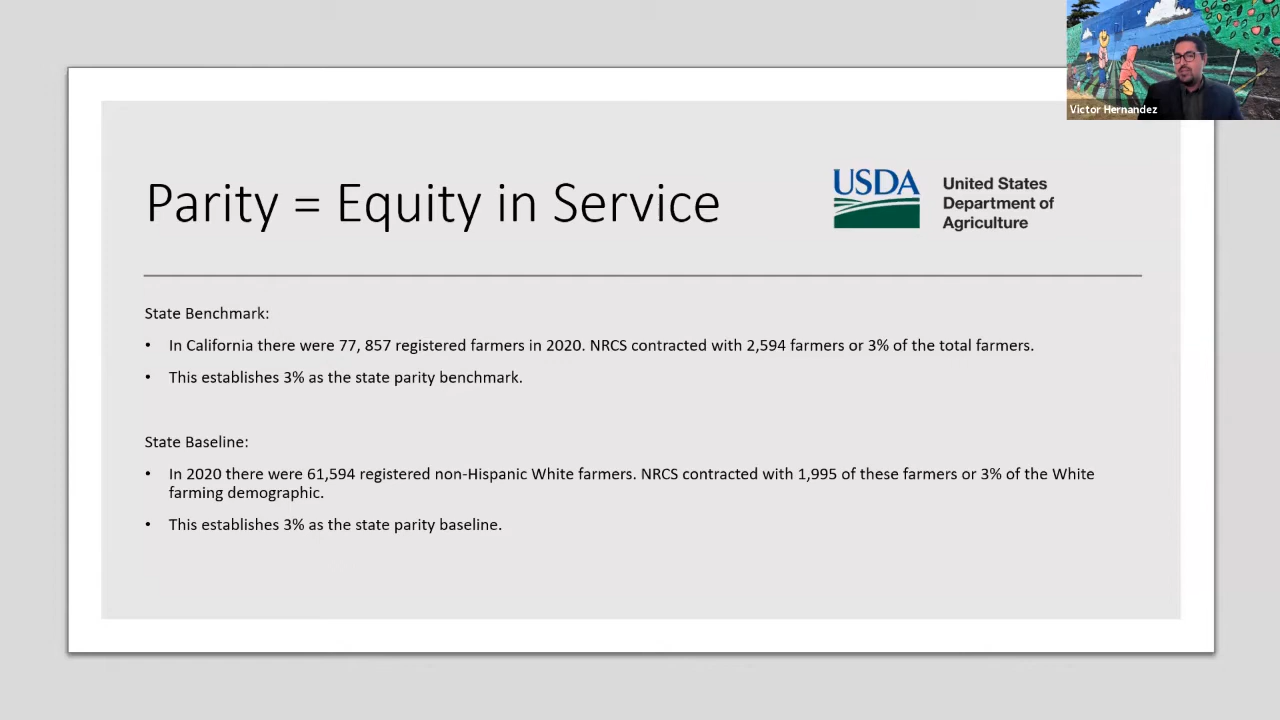 Victor Hernandez
Parity = Equity in Service
USDA
United States
Department of
Agriculture
State Benchmark:
• In California there were 77, 857 registered farmers in 2020. NRCS contracted with 2,594 farmers or 3% of the total farmers.
• This establishes 3% as the state parity benchmark.
State Baseline:
• In 2020 there were 61,594 registered non-Hispanic White farmers. NRCS contracted with 1,995 of these farmers or 3% of the White
farming demographic.
• This establishes 3% as the state parity baseline.